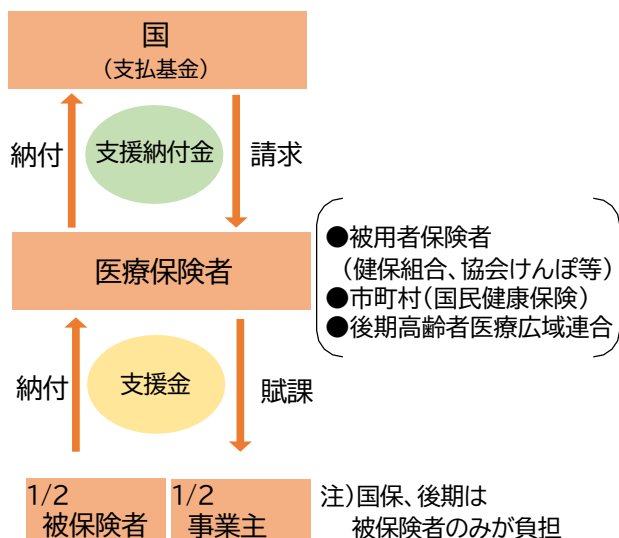 国
(支払基金)
納付
支援納付金
請求
医療保険者
●被用者保険者
(健保組合、協会けんぽ等)
●市町村(国民健康保険)
●後期高齢者医療広域連合
納付
支援金
賦課
1/2
被保険者
1/2
事業主
注)国保、後期は
被保険者のみが負担